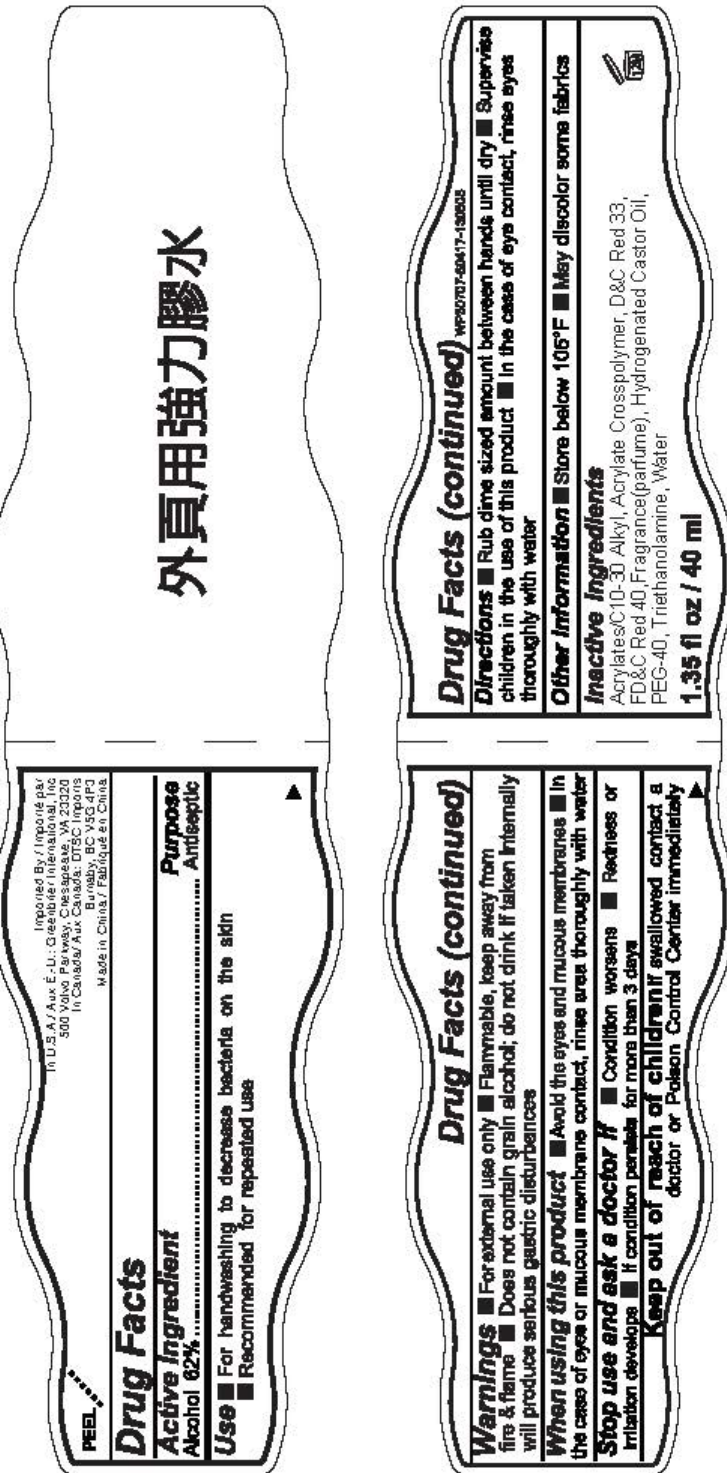 PEEL
Imported By / Importé par
In U.S.A / Aux E.-U.: Greenbrier International, Inc
500 Volvo Parkway, Chesapeake, VA 23320
In Canada/ Aux Canada: DTSC Imports
Burnaby, BC V5G 4P3
Made in China / Fabriqué en China
Drug Facts
Active Ingredient Purpose
Alcohol 62%........................................Antiseptic
Use ■ For handwashing to decrease bacteria on the skin
■ Recommended for repeated use
外頁用強力膠水
Drug Facts (continued)
Warnings ■ For external use only ■ Flammable, keep away from
fire & flame ■ Does not contain grain alcohol; do not drink if taken internally
will produce serious gastric disturbences
When using this product ■ Avoid the eyes and mucous membranes ■ In
the case of eyes or mucous membrane contact, rinse area thoroughly with water
Stop use and ask a doctor if ■ Condition worsens ■ Redness or
irritation develops ■ If condition persists for more than 3 days
Keep out of reach of children if swallowed contact a
doctor or Poison Control Center immediately
Drug Facts (continued)
Directions ■ Rub dime sized amount between hands until dry ■ Supervise
children in the use of this product ■ In the case of eye contact, rinse eyes
thoroughly with water
Other Information ■ Store below 106°F ■ May discolor some fabrics
Inactive Ingredients
Acrylates/C10-30 Alkyl, Acrylate Crosspolymer, D&C Red 33,
FD&C Red 40,Fragrance(parfume), Hydrogenated Castor Oil,
PEG-40, Triethanolamine, Water
1.35 fl oz / 40 ml